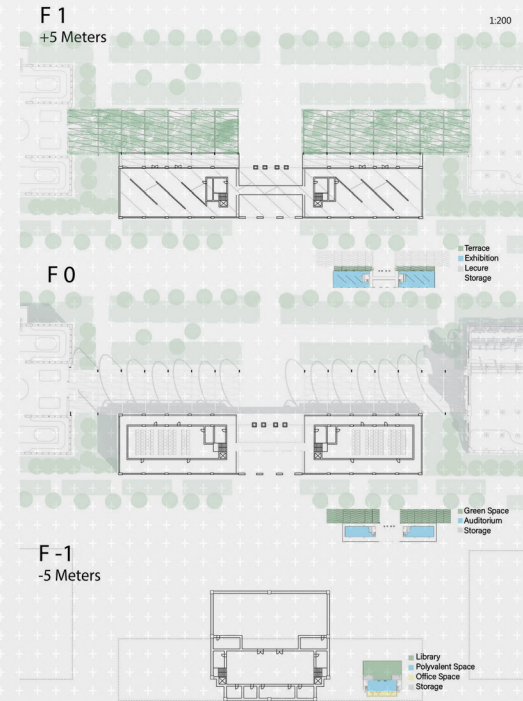 F 1
+5 Meters
1:200
Terrace
Exhibition
Lecure
Storage
F 0
Green Space
Auditorium
Storage
F -1
-5 Meters
Library
Polyvalent Space
Office Space
Storage